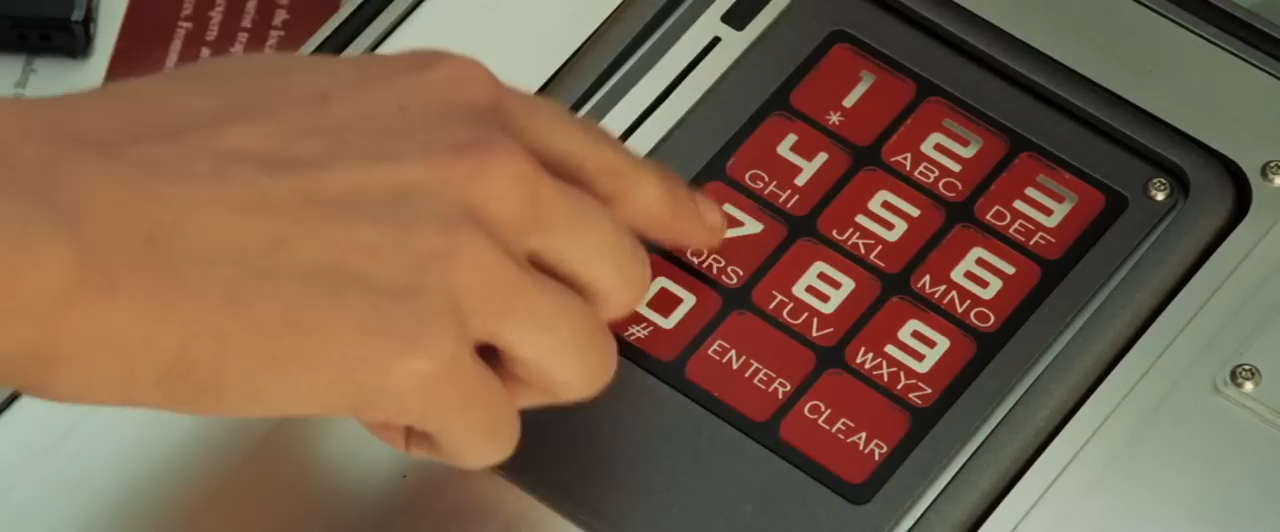 1
*
2
ABC
3
DEF
4
GHI
5
JKL
6
MNO
7
QRS
8
TUV
9
WXYZ
0
#
ENTER
CLEAR